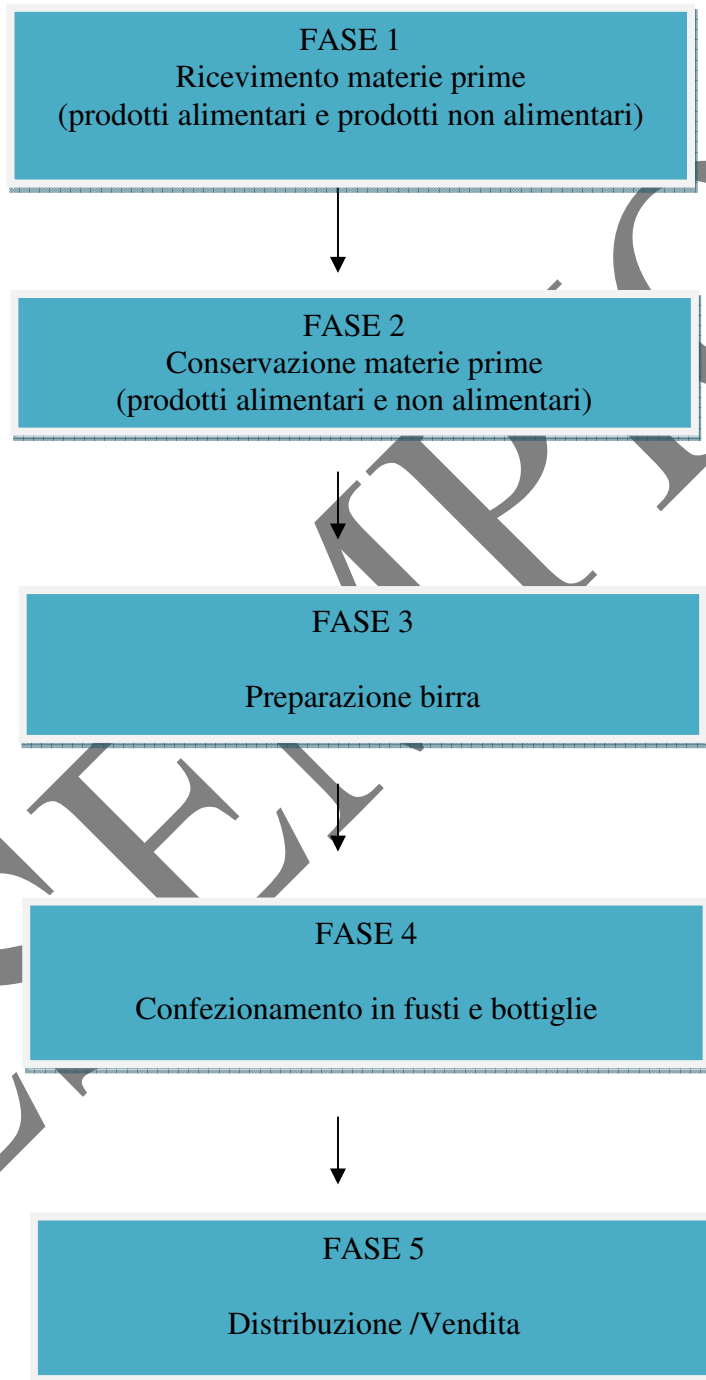 FASE 1
Ricevimento materie prime
(prodotti alimentari e prodotti non alimentari)
FASE 2
Conservazione materie prime
(prodotti alimentari e non alimentari)
FASE 3
Preparazione birra
FASE 4
Confezionamento in fusti e bottiglie
FASE 5
Distribuzione /Vendita